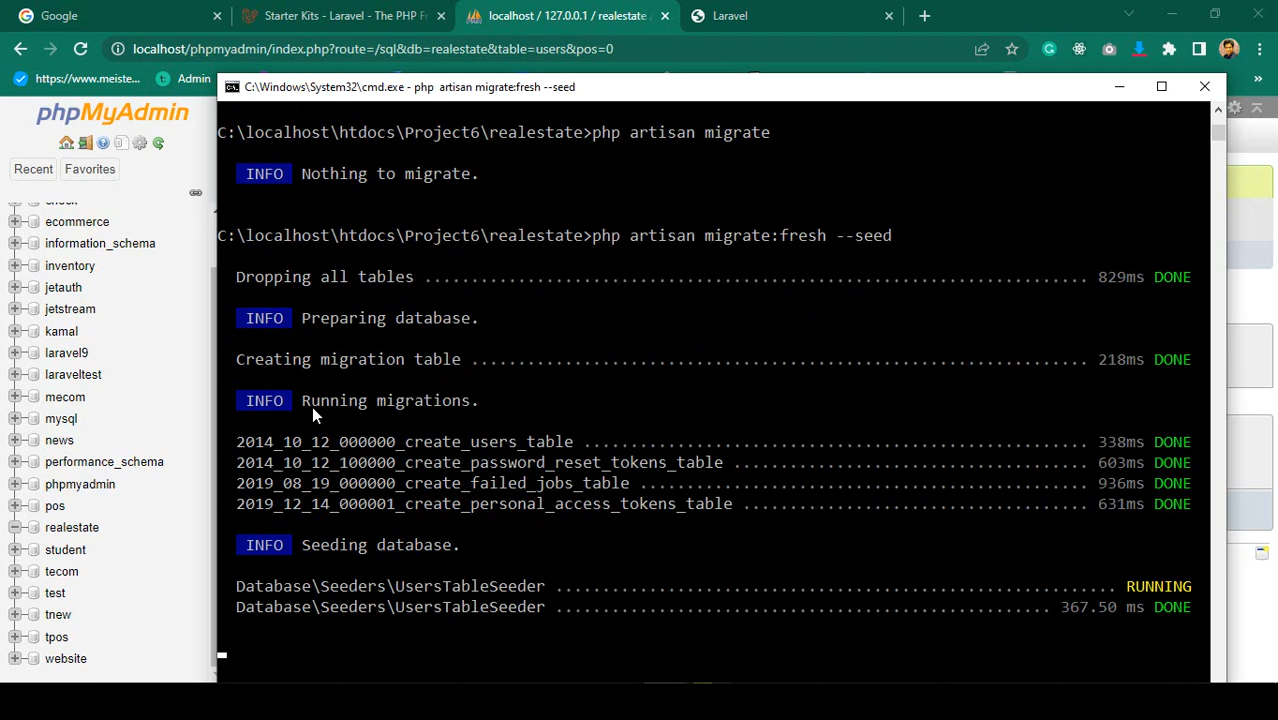 Google
Starter Kits - Laravel - The PHP F
localhost / 127.0.0.1 / realestate
Laravel
localhost/phpmyadmin/index.php?route=/sql&db=realestate&table=users&pos=0
https://www.meiste
Admin
C:\Windows\System32\cmd.exe - php artisan migrate:fresh --seed
phpMyAdmin
Recent
Favorites
ecommerce
information_schema
inventory
jetauth
jetstream
kamal
laravel9
laraveltest
mecom
mysql
news
performance_schema
phpmyadmin
pos
realestate
student
tecom
test
tnew
tpos
website
C:\localhost\htdocs\Project6\realestate>php artisan migrate
INFO Nothing to migrate.
C:\localhost\htdocs\Project6\realestate>php artisan migrate:fresh --seed
Dropping all tables ....................................................................... 829ms DONE
INFO Preparing database.
Creating migration table .................................................................. 218ms DONE
INFO Running migrations.
2014_10_12_000000_create_users_table ...................................................... 338ms DONE
2014_10_12_100000_create_password_reset_tokens_table ...................................... 603ms DONE
2019_08_19_000000_create_failed_jobs_table ................................................ 936ms DONE
2019_12_14_000001_create_personal_access_tokens_table ..................................... 631ms DONE
INFO Seeding database.
Database\Seeders\UsersTableSeeder ............................................................ RUNNING
Database\Seeders\UsersTableSeeder ..................................................... 367.50 ms DONE